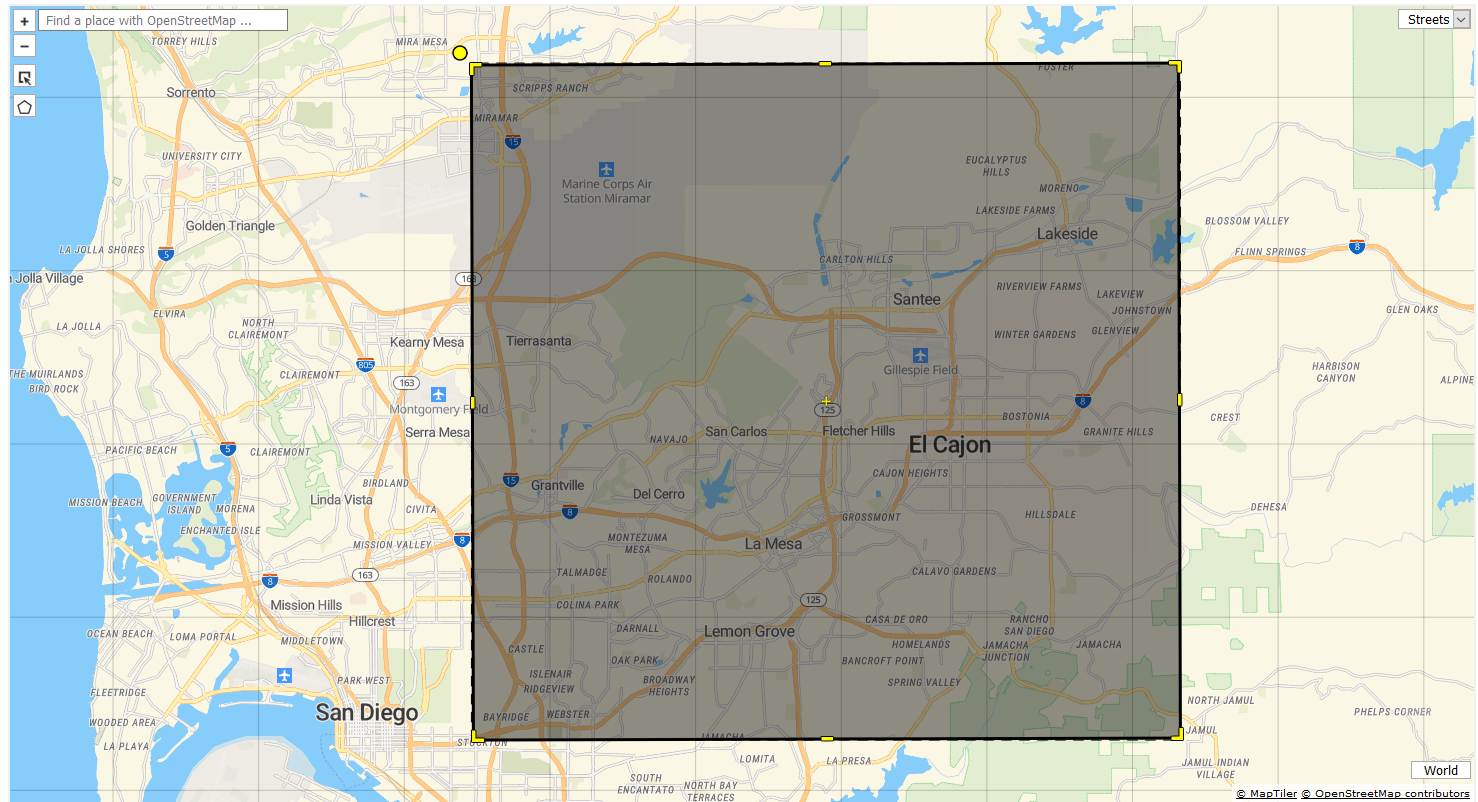 +
Find a place with OpenStreetMap ...
Streets
−
TORREY HILLS
MIRA MESA
FOSTER
Sorrento
SCRIPPS RANCH
MIRAMAR
15
UNIVERSITY CITY
EUCALYPTUS
HILLS
Marine Corps Air
Station Miramar
MORENO
LAKESIDE FARMS
Golden Triangle
BLOSSOM VALLEY
Lakeside
LA JOLLA SHORES
5
8
FLINN SPRINGS
CARLTON HILLS
a Jolla Village
163
RIVERVIEW FARMS
LAKEVIEW
Santee
JOHNSTOWN
GLEN OAKS
ELVIRA
LA JOLLA
NORTH
CLAIREMONT
WINTER GARDENS
GLENVIEW
Kearny Mesa
Tierrasanta
805
Gillespie Field
HARBISON
CANYON
THE MUIRLANDS
CLAIREMONT
ALPINE
BIRD ROCK
163
Montgomery Field
8
125
BOSTONIA
CREST
Serra Mesa
San Carlos
Fletcher Hills
GRANITE HILLS
NAVAJO
El Cajon
PACIFIC BEACH
5
CLAIREMONT
CAJON HEIGHTS
15
BIRDLAND
Grantville
Del Cerro
MISSION BEACH
GOVERNMENT
ISLAND
Linda Vista
MORENA
CIVITA
8
DEHESA
GROSSMONT
HILLSDALE
ENCHANTED ISLE
MISSION VALLEY
8
MONTEZUMA
MESA
La Mesa
8
163
TALMADGE
ROLANDO
CALAVO GARDENS
Mission Hills
COLINA PARK
125
Hillcrest
CASA DE ORO
RANCHO
SAN DIEGO
OCEAN BEACH
LOMA PORTAL
MIDDLETOWN
DARNALL
Lemon Grove
HOMELANDS
JAMACHA
JUNCTION
JAMACHA
CASTLE
OAK PARK
BANCROFT POINT
ISLENAIR
RIDGEVIEW
BROADWAY
HEIGHTS
SPRING VALLEY
PARK WEST
FLEETRIDGE
NORTH JAMUL
San Diego
BAYRIDGE
WEBSTER
PHELPS CORNER
WOODED AREA
JAMUL
LA PLAYA
STOCKTON
JAMACHA
LOMITA
LA PRESA
JAMUL INDIAN
VILLAGE
World
SOUTH
ENCANTATO
NORTH BAY
TERRACES
© MapTiler © OpenStreetMap contributors